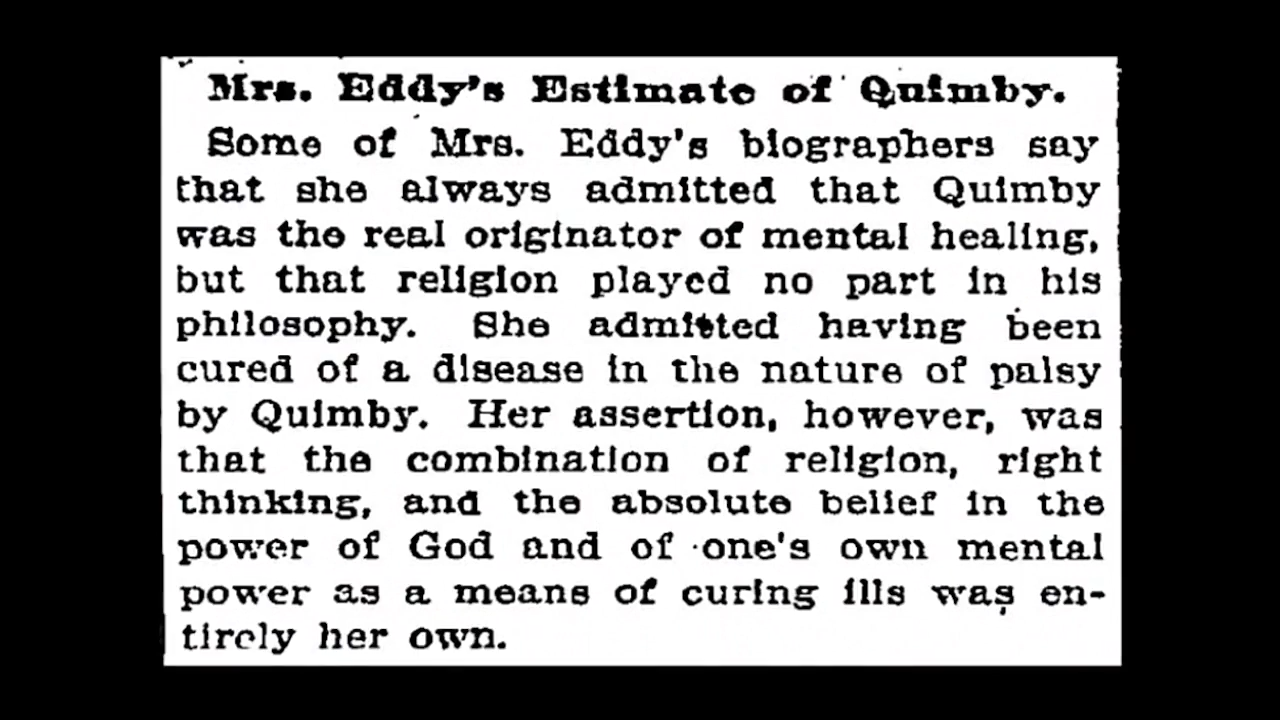 Mrs. Eddy's Estimate of Quimby.
Some of Mrs. Eddy's biographers say
that she always admitted that Quimby
was the real originator of mental healing,
but that religion played no part in his
philosophy. She admitted having been
cured of a disease in the nature of palsy
by Quimby. Her assertion, however, was
that the combination of religion, right
thinking, and the absolute belief in the
power of God and of one's own mental
power as a means of curing ills was en-
tirely her own.